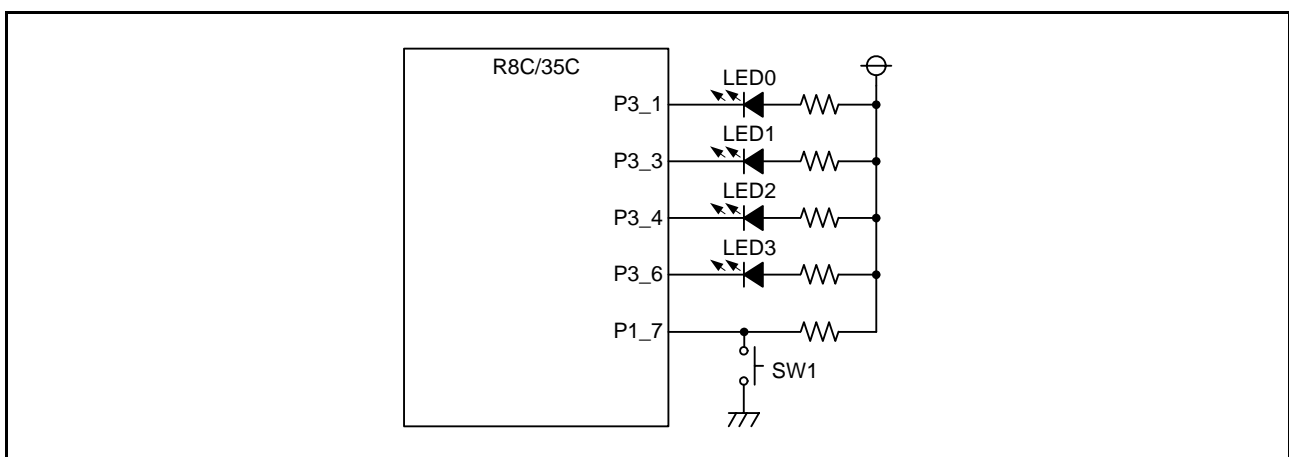 R8C/35C
LED0
P3_1
LED1
P3_3
LED2
P3_4
LED3
P3_6
P1_7
SW1